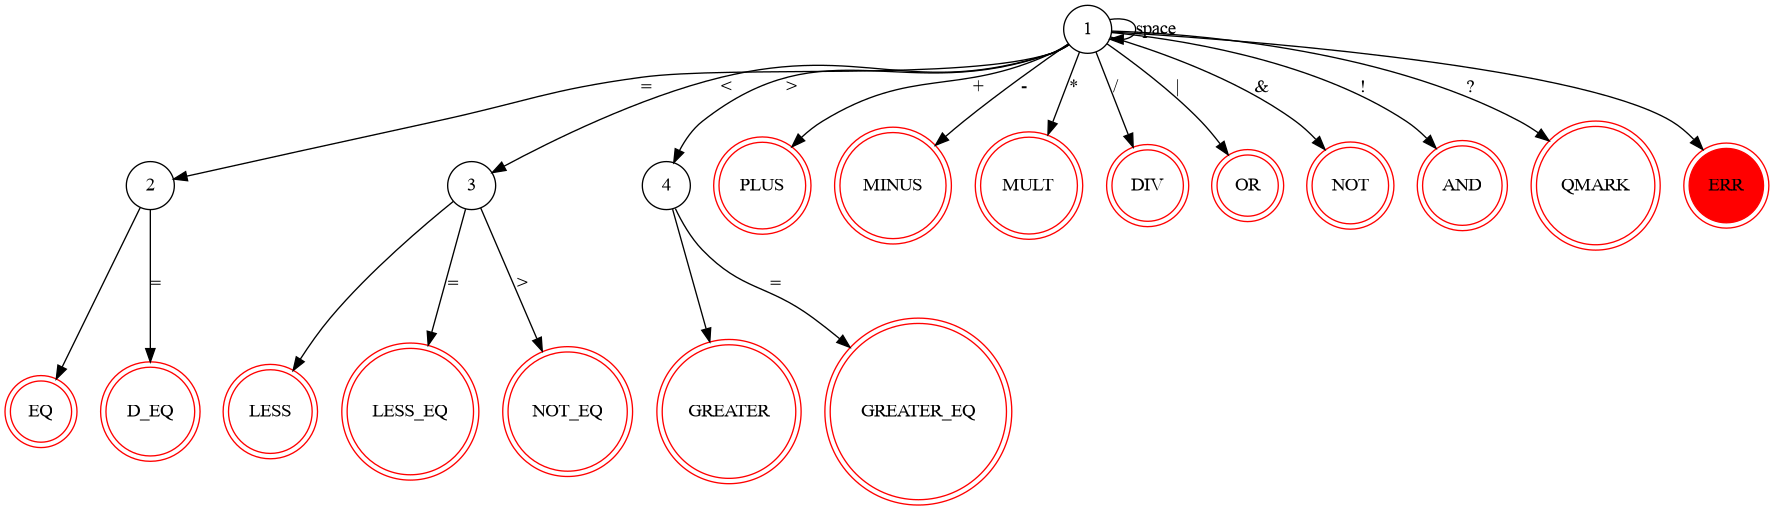 1
space
=
<
>
+
-
*
/
|
&
!
?
2
3
4
PLUS
MINUS
MULT
DIV
OR
NOT
AND
QMARK
ERR
=
=
>
=
EQ
D_EQ
LESS
LESS_EQ
NOT_EQ
GREATER
GREATER_EQ